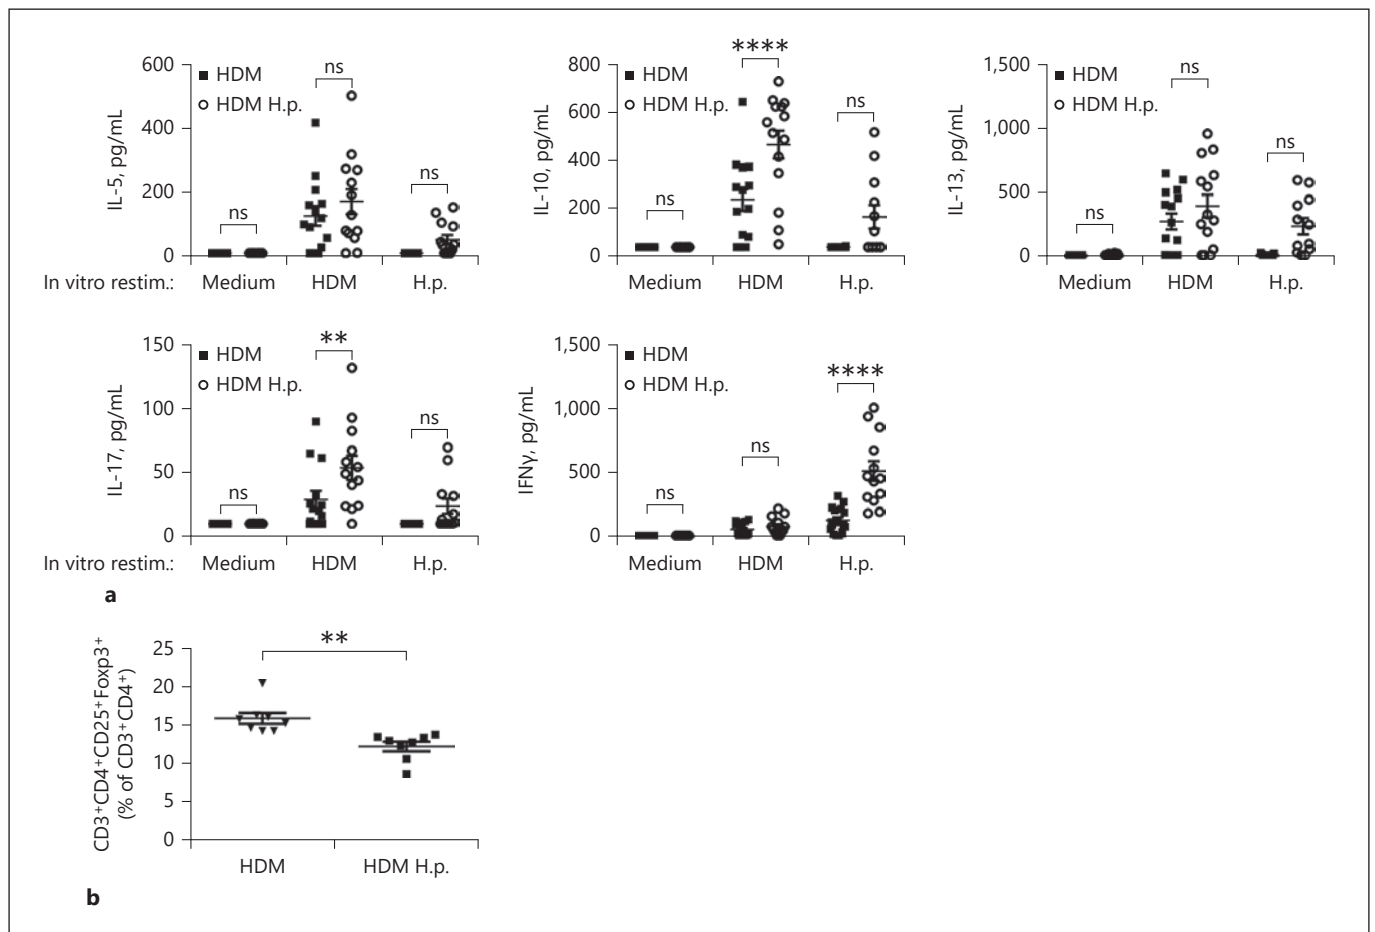 600
400
200
0
IL-5, pg/mL
HDM
HDM H.p.
ns
ns
ns
In vitro restim.: Medium HDM H.p.
800
600
400
200
0
IL-10, pg/mL
HDM
HDM H.p.
ns
****
ns
Medium HDM H.p.
1,500
1,000
500
0
IL-13, pg/mL
HDM
HDM H.p.
ns
ns
ns
Medium HDM H.p.
150
100
50
0
IL-17, pg/mL
HDM
HDM H.p.
ns
**
ns
In vitro restim.: Medium HDM H.p.
1,500
1,000
500
0
IFNγ, pg/mL
HDM
HDM H.p.
ns
ns
****
Medium HDM H.p.
a
25
20
15
10
5
0
CD3⁺CD4⁺CD25⁺Foxp3⁺
(% of CD3⁺CD4⁺)
**
HDM HDM H.p.
b